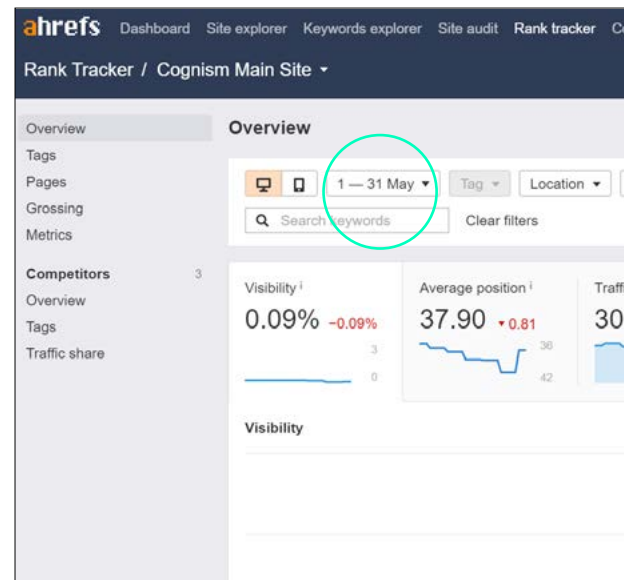 ahrefs Dashboard Site explorer Keywords explorer Site audit Rank tracker
Rank Tracker / Cognism Main Site
Overview
Tags
Pages
Grossing
Metrics
Competitors 3
Overview
Tags
Traffic share
Overview
1 — 31 May Tag Location
Search keywords Clear filters
Visibility i
0.09% −0.09%
3
0
Average position i
37.90 0.81
36
42
Traffi
30
Visibility